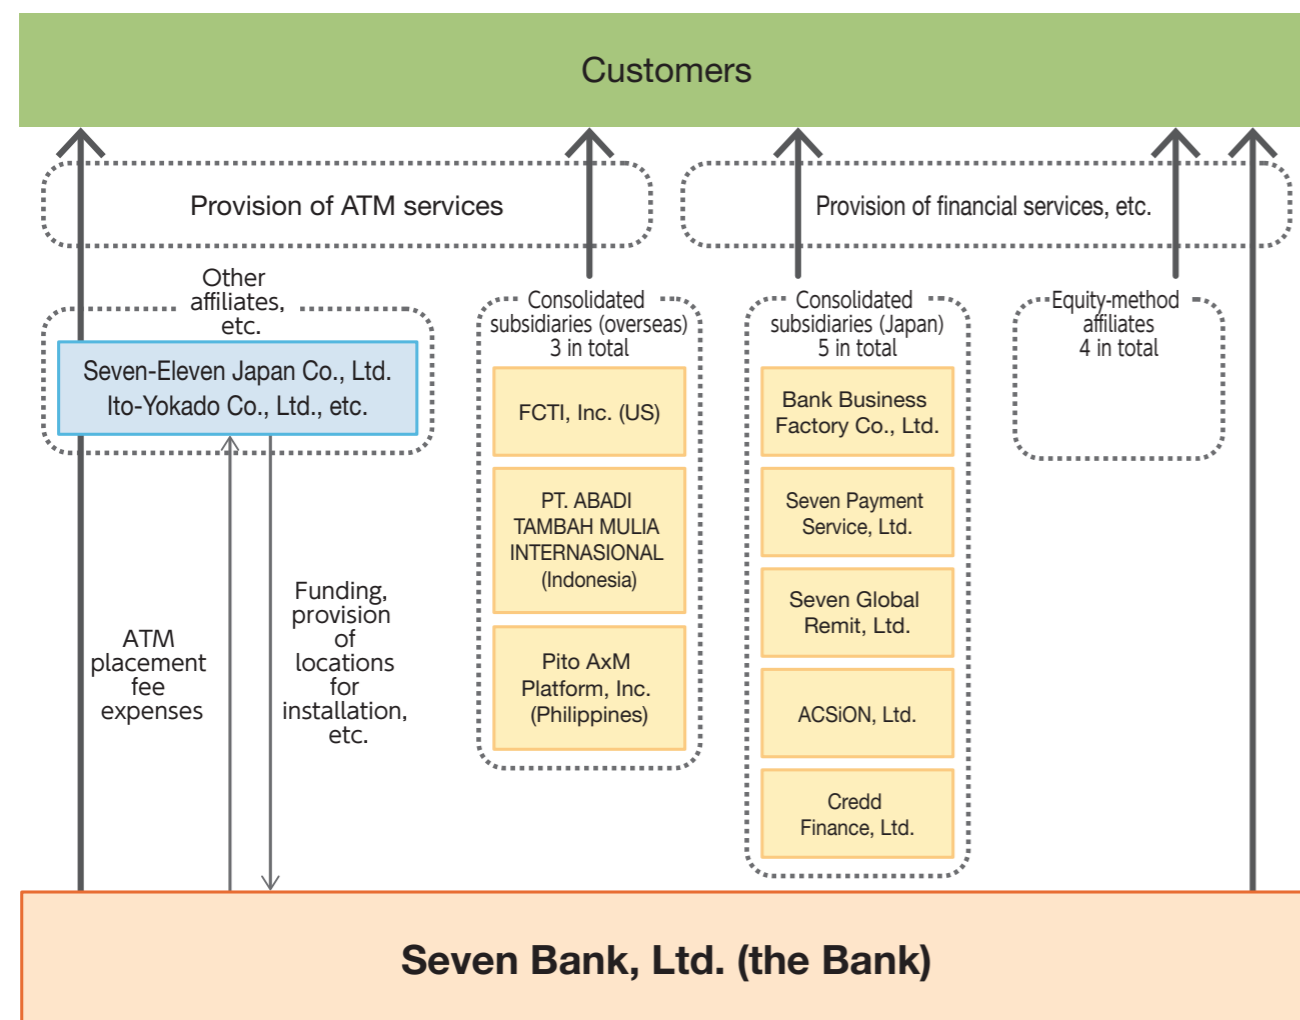 Customers
Provision of ATM services
Provision of financial services, etc.
Other
affiliates,
etc.
Seven-Eleven Japan Co., Ltd.
Ito-Yokado Co., Ltd., etc.
Consolidated
subsidiaries (overseas)
3 in total
FCTI, Inc. (US)
PT. ABADI
TAMBAH MULIA
INTERNASIONAL
(Indonesia)
Pito AxM
Platform, Inc.
(Philippines)
Consolidated
subsidiaries (Japan)
5 in total
Bank Business
Factory Co., Ltd.
Seven Payment
Service, Ltd.
Seven Global
Remit, Ltd.
ACSiON, Ltd.
Credd
Finance, Ltd.
Equity-method
affiliates
4 in total
ATM
placement
fee
expenses
Funding,
provision
of
locations
for
installation,
etc.
Seven Bank, Ltd. (the Bank)